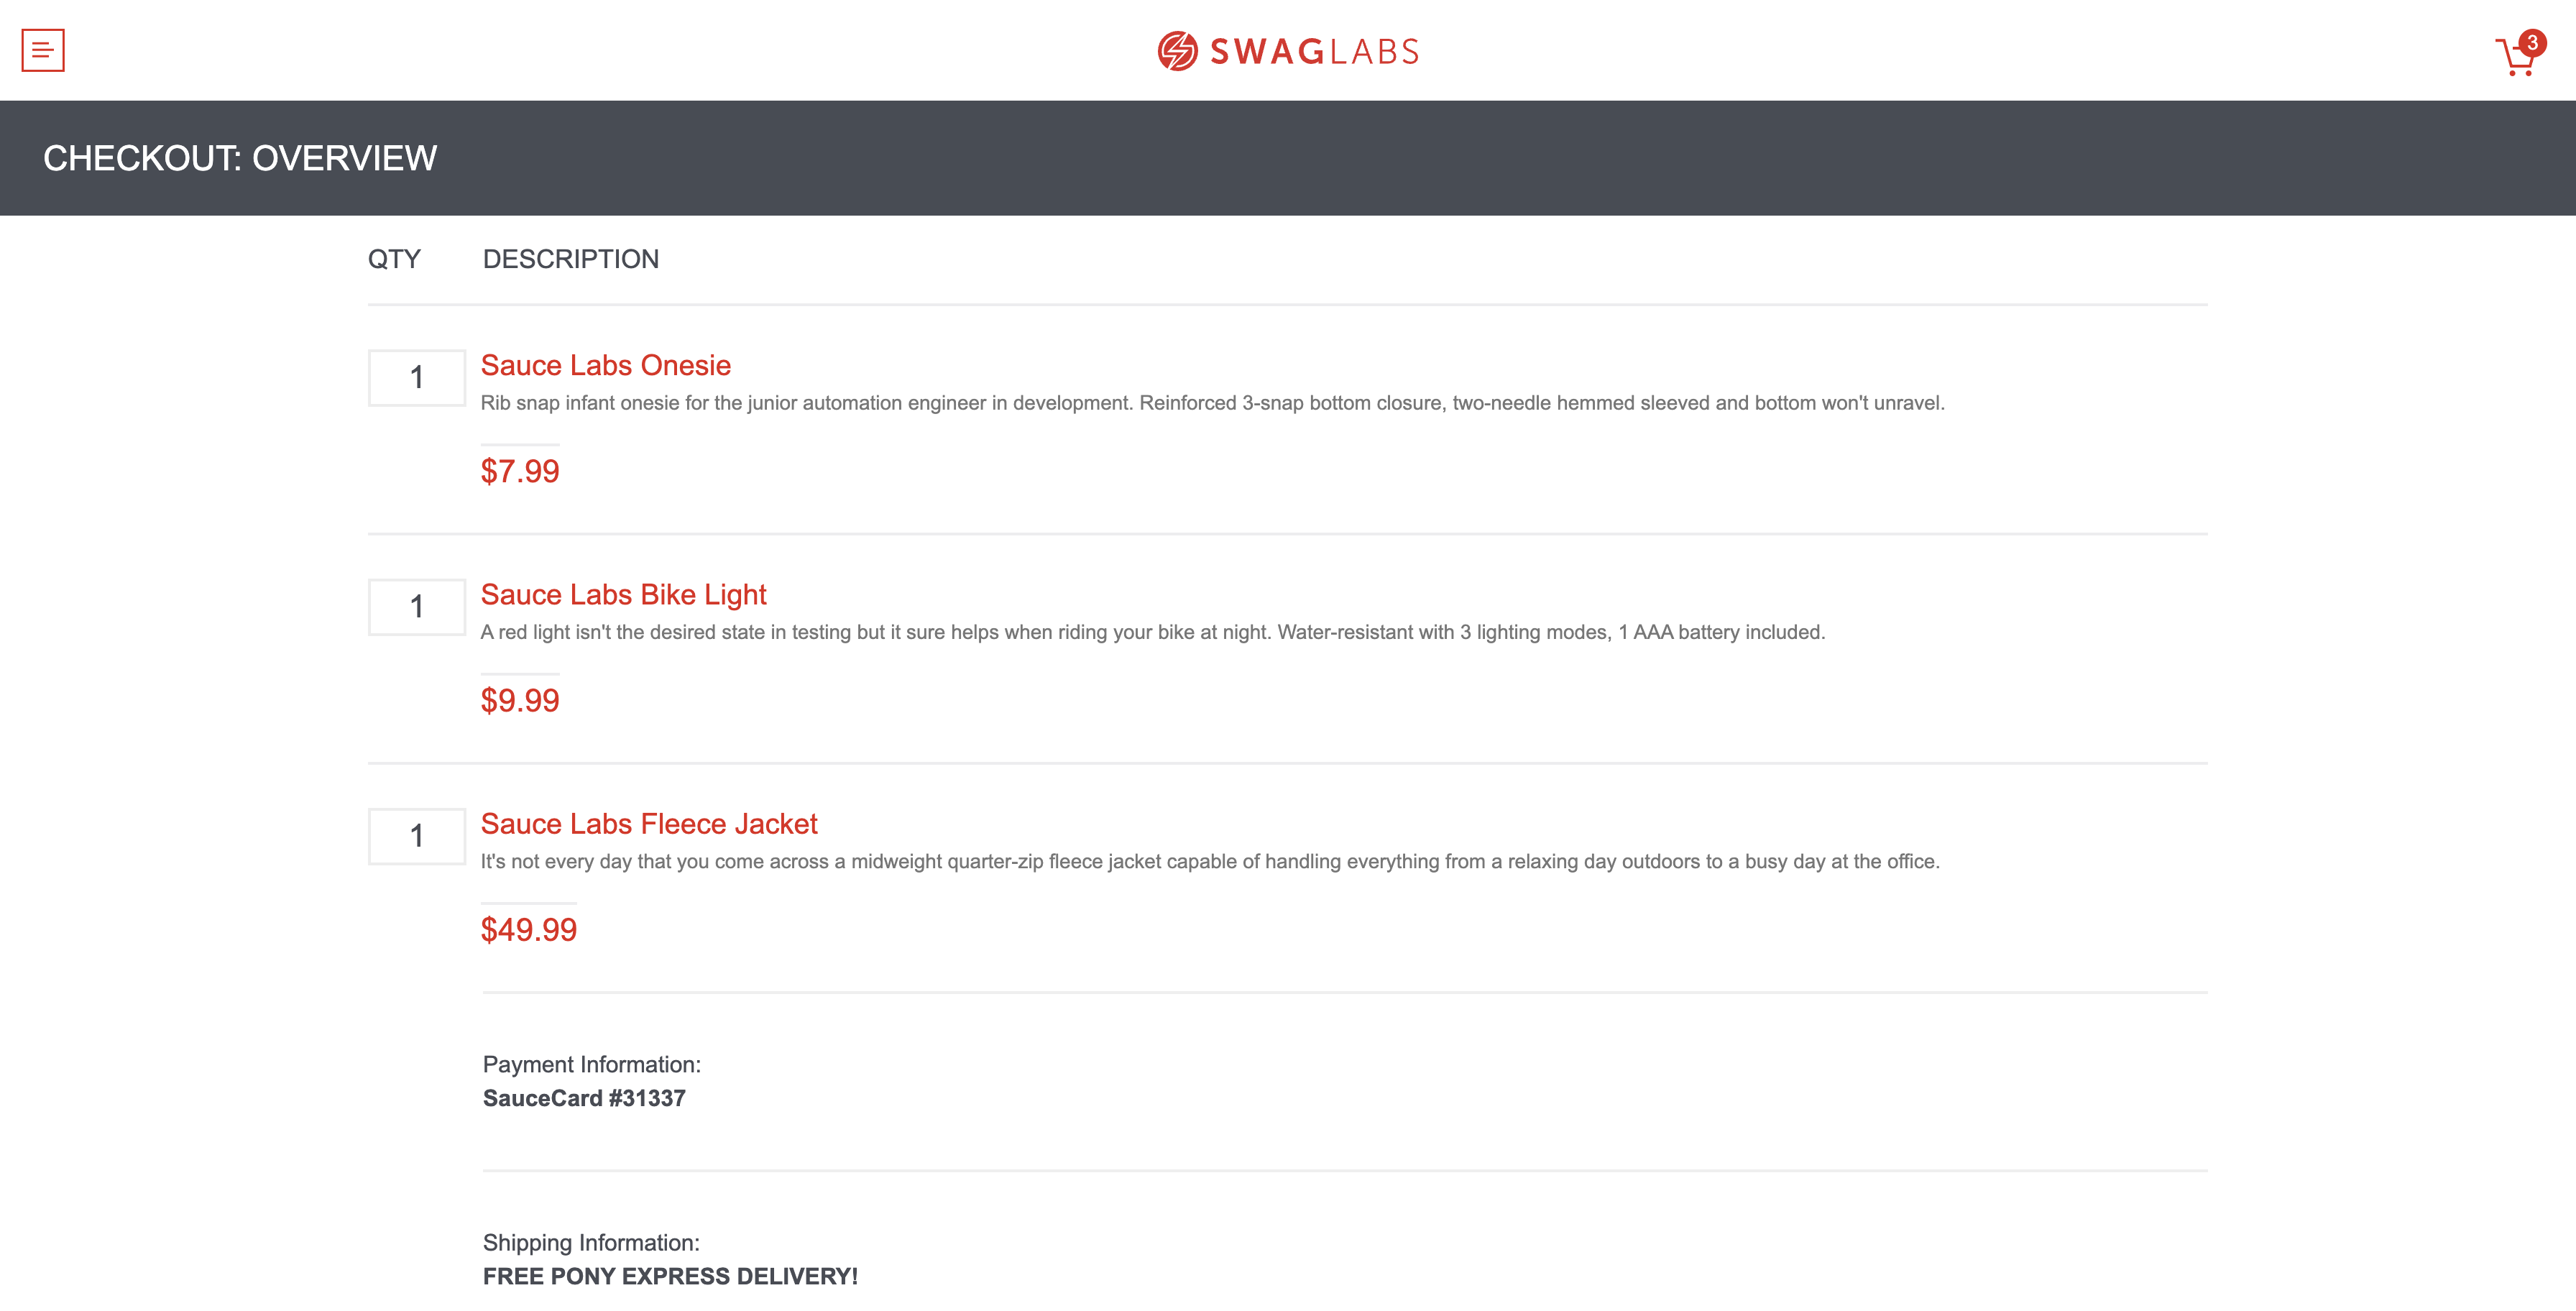 SWAGLABS
3
CHECKOUT: OVERVIEW
QTY DESCRIPTION
1 Sauce Labs Onesie
Rib snap infant onesie for the junior automation engineer in development. Reinforced 3-snap bottom closure, two-needle hemmed sleeved and bottom won't unravel.
$7.99
1 Sauce Labs Bike Light
A red light isn't the desired state in testing but it sure helps when riding your bike at night. Water-resistant with 3 lighting modes, 1 AAA battery included.
$9.99
1 Sauce Labs Fleece Jacket
It's not every day that you come across a midweight quarter-zip fleece jacket capable of handling everything from a relaxing day outdoors to a busy day at the office.
$49.99
Payment Information:
SauceCard #31337
Shipping Information:
FREE PONY EXPRESS DELIVERY!